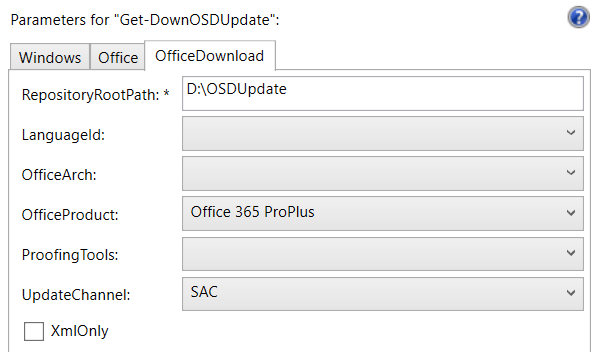 Parameters for "Get-DownOSDUpdate":
?
Windows Office OfficeDownload
RepositoryRootPath: * D:\OSDUpdate
LanguageId:
OfficeArch:
OfficeProduct: Office 365 ProPlus
ProofingTools:
UpdateChannel: SAC
XmlOnly